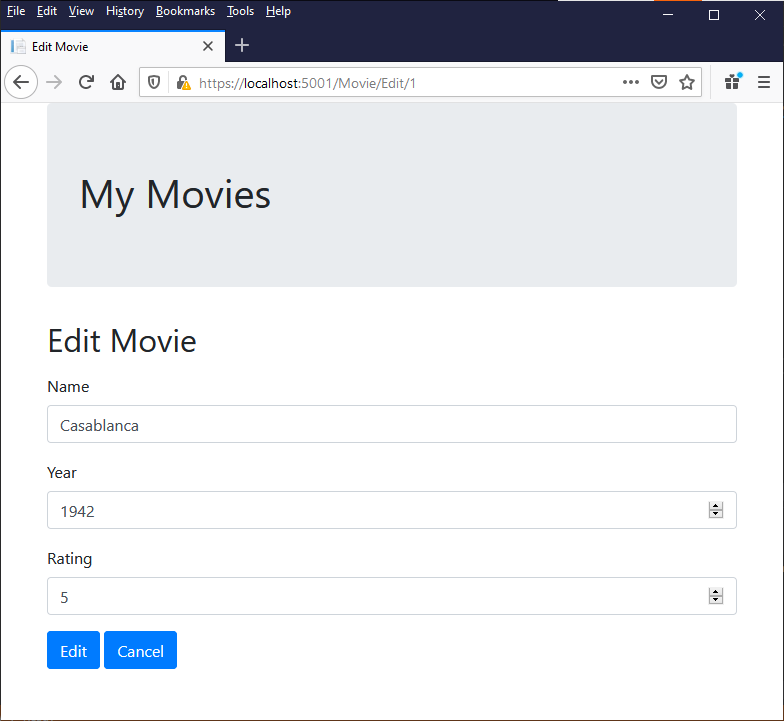 File Edit View History Bookmarks Tools Help
Edit Movie
https://localhost:5001/Movie/Edit/1
My Movies
Edit Movie
Name
Casablanca
Year
1942
Rating
5
Edit Cancel